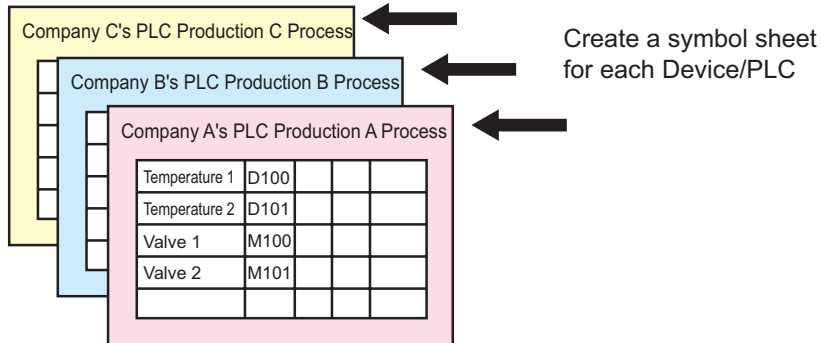 Company C's PLC Production C Process
Create a symbol sheet
for each Device/PLC
Company B's PLC Production B Process
Company A's PLC Production A Process
Temperature 1 D100
Temperature 2 D101
Valve 1 M100
Valve 2 M101